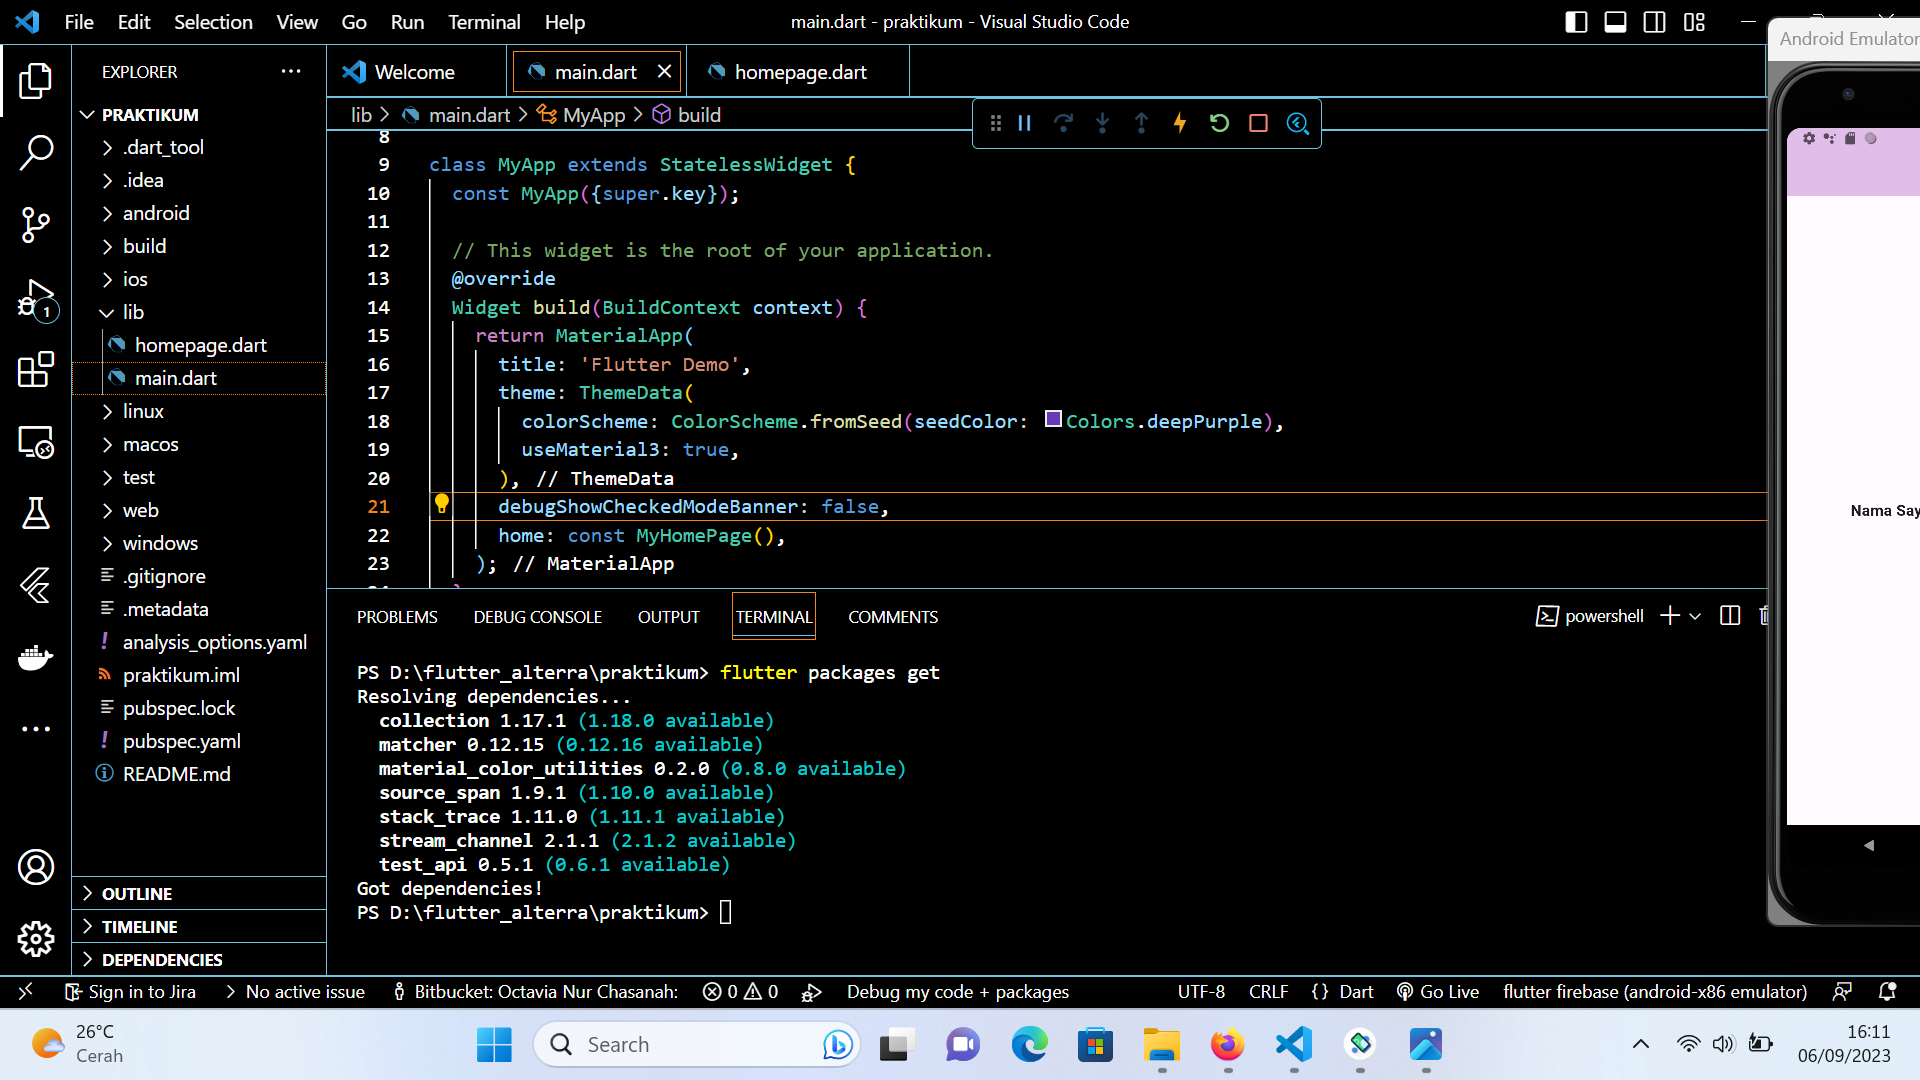 File Edit Selection View Go Run Terminal Help
main.dart - praktikum - Visual Studio Code
Android Emulator
EXPLORER
Welcome
main.dart
homepage.dart
PRAKTIKUM
.dart_tool
.idea
android
build
ios
lib
homepage.dart
main.dart
linux
macos
test
web
windows
.gitignore
.metadata
analysis_options.yaml
praktikum.iml
pubspec.lock
pubspec.yaml
README.md
OUTLINE
TIMELINE
DEPENDENCIES
1
lib > main.dart > MyApp > build
8
9 class MyApp extends StatelessWidget {
10 const MyApp({super.key});
11
12 // This widget is the root of your application.
13 @override
14 Widget build(BuildContext context) {
15 return MaterialApp(
16 title: 'Flutter Demo',
17 theme: ThemeData(
18 colorScheme: ColorScheme.fromSeed(seedColor: Colors.deepPurple),
19 useMaterial3: true,
20 ), // ThemeData
21 debugShowCheckedModeBanner: false,
22 home: const MyHomePage(),
23 ); // MaterialApp
Nama Say
PROBLEMS DEBUG CONSOLE OUTPUT TERMINAL COMMENTS
powershell
PS D:\flutter_alterra\praktikum> flutter packages get
Resolving dependencies...
collection 1.17.1 (1.18.0 available)
matcher 0.12.15 (0.12.16 available)
material_color_utilities 0.2.0 (0.8.0 available)
source_span 1.9.1 (1.10.0 available)
stack_trace 1.11.0 (1.11.1 available)
stream_channel 2.1.1 (2.1.2 available)
test_api 0.5.1 (0.6.1 available)
Got dependencies!
PS D:\flutter_alterra\praktikum>
Sign in to Jira No active issue Bitbucket: Octavia Nur Chasanah: 0 0 Debug my code + packages UTF-8 CRLF {} Dart Go Live flutter firebase (android-x86 emulator)
26°C
Cerah
Search
16:11
06/09/2023